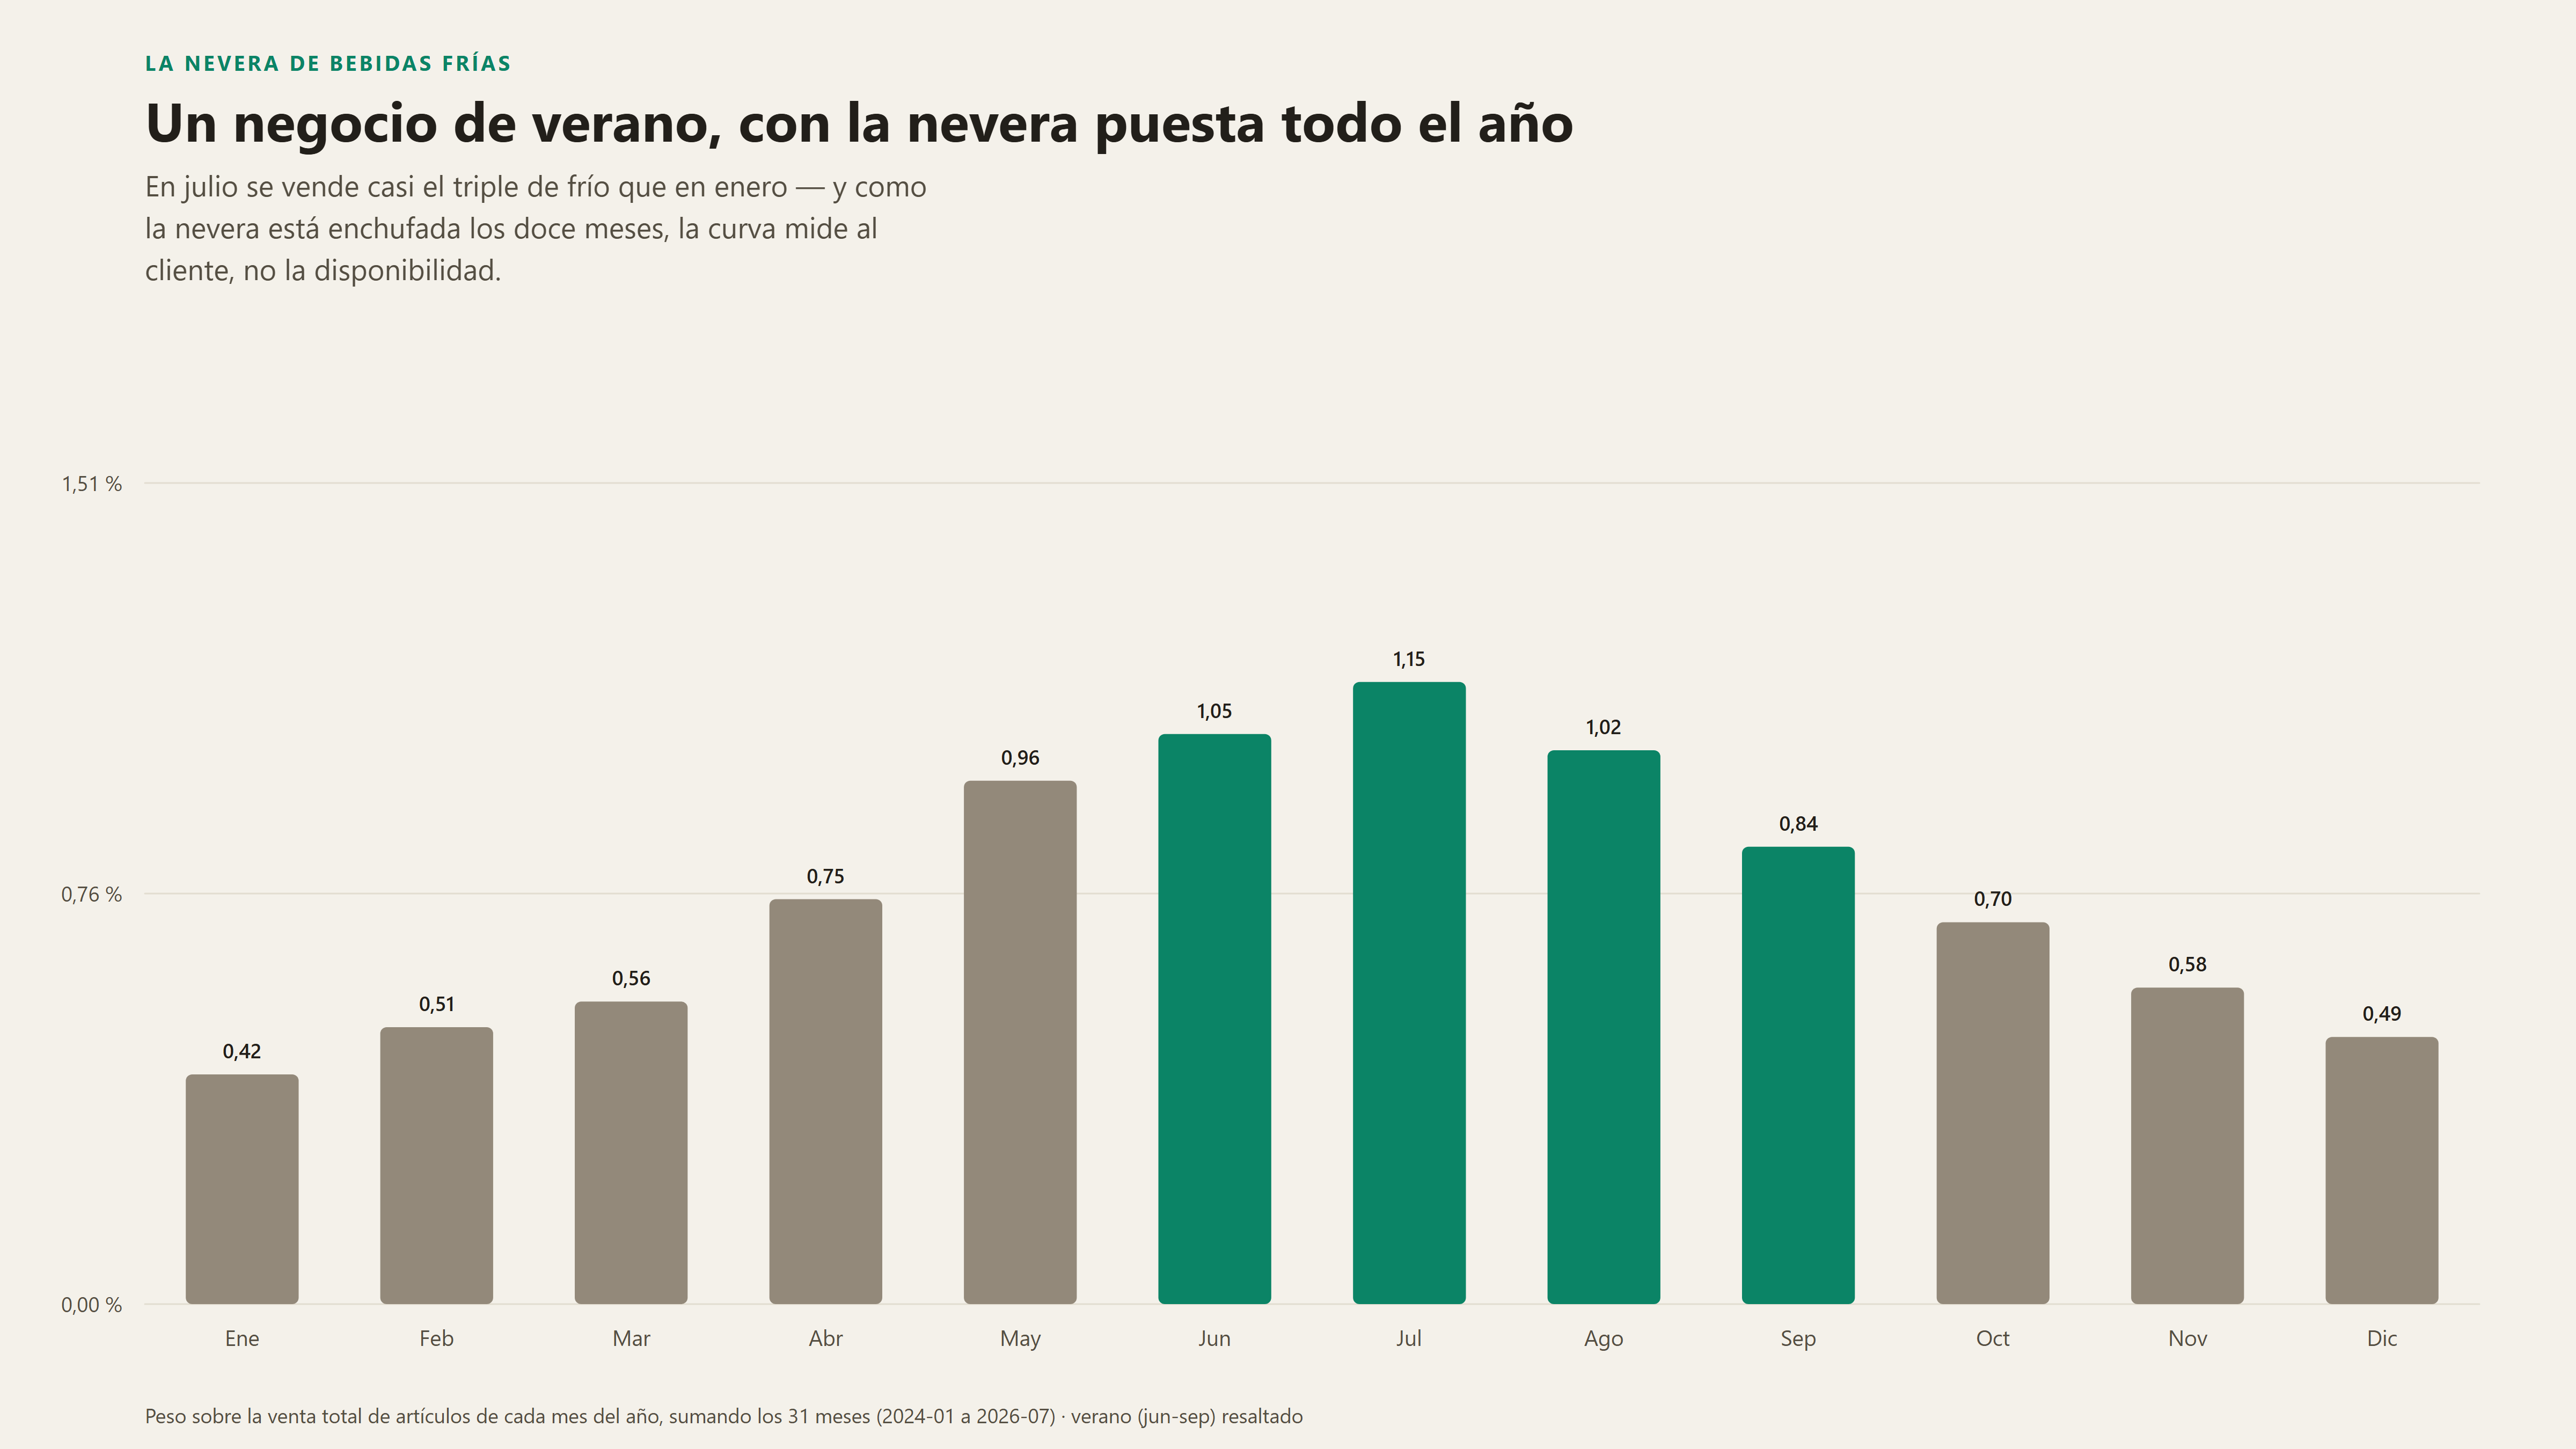 LA NEVERA DE BEBIDAS FRÍAS
Un negocio de verano, con la nevera puesta todo el año
En julio se vende casi el triple de frío que en enero — y como
la nevera está enchufada los doce meses, la curva mide al
cliente, no la disponibilidad.
1,51 %
0,76 %
0,00 %
0,42
0,51
0,56
0,75
0,96
1,05
1,15
1,02
0,84
0,70
0,58
0,49
Ene
Feb
Mar
Abr
May
Jun
Jul
Ago
Sep
Oct
Nov
Dic
Peso sobre la venta total de artículos de cada mes del año, sumando los 31 meses (2024-01 a 2026-07) · verano (jun-sep) resaltado